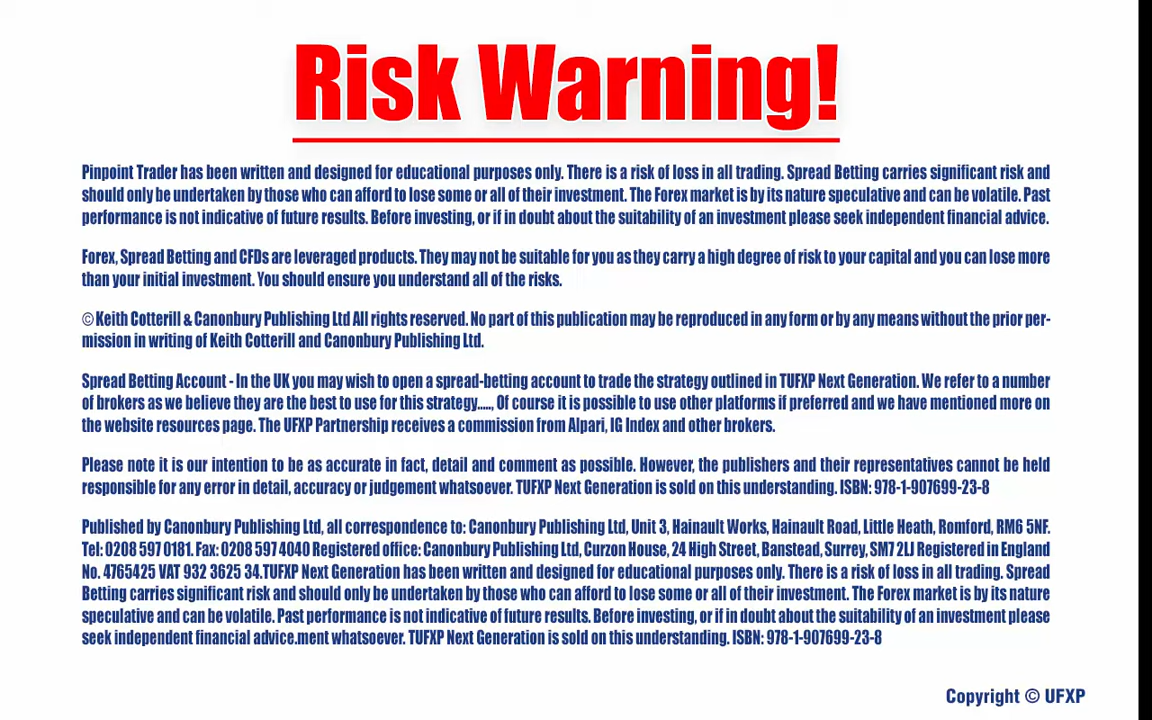 Risk Warning!
Pinpoint Trader has been written and designed for educational purposes only. There is a risk of loss in all trading. Spread Betting carries significant risk and
should only be undertaken by those who can afford to lose some or all of their investment. The Forex market is by its nature speculative and can be volatile. Past
performance is not indicative of future results. Before investing, or if in doubt about the suitability of an investment please seek independent financial advice.
Forex, Spread Betting and CFDs are leveraged products. They may not be suitable for you as they carry a high degree of risk to your capital and you can lose more
than your initial investment. You should ensure you understand all of the risks.
© Keith Cotterill & Canonbury Publishing Ltd All rights reserved. No part of this publication may be reproduced in any form or by any means without the prior per-
mission in writing of Keith Cotterill and Canonbury Publishing Ltd.
Spread Betting Account - In the UK you may wish to open a spread-betting account to trade the strategy outlined in TUFXP Next Generation. We refer to a number
of brokers as we believe they are the best to use for this strategy....., Of course it is possible to use other platforms if preferred and we have mentioned more on
the website resources page. The UFXP Partnership receives a commission from Alpari, IG Index and other brokers.
Please note it is our intention to be as accurate in fact, detail and comment as possible. However, the publishers and their representatives cannot be held
responsible for any error in detail, accuracy or judgement whatsoever. TUFXP Next Generation is sold on this understanding. ISBN: 978-1-907699-23-8
Published by Canonbury Publishing Ltd, all correspondence to: Canonbury Publishing Ltd, Unit 3, Hainault Works, Hainault Road, Little Heath, Romford, RM6 5NF.
Tel: 0208 597 0181. Fax: 0208 597 4040 Registered office: Canonbury Publishing Ltd, Curzon House, 24 High Street, Banstead, Surrey, SM7 2LJ Registered in England
No. 4765425 VAT 932 3625 34.TUFXP Next Generation has been written and designed for educational purposes only. There is a risk of loss in all trading. Spread
Betting carries significant risk and should only be undertaken by those who can afford to lose some or all of their investment. The Forex market is by its nature
speculative and can be volatile. Past performance is not indicative of future results. Before investing, or if in doubt about the suitability of an investment please
seek independent financial advice.ment whatsoever. TUFXP Next Generation is sold on this understanding. ISBN: 978-1-907699-23-8
Copyright © UFXP